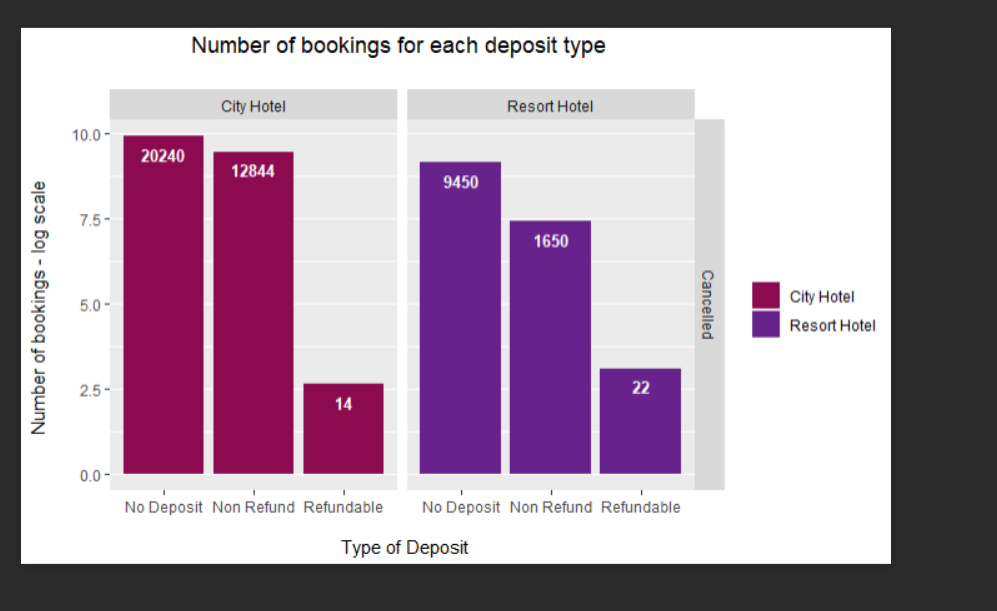 Number of bookings for each deposit type
City Hotel
Resort Hotel
Number of bookings - log scale
10.0
7.5
5.0
2.5
0.0
20240
12844
14
9450
1650
22
Cancelled
City Hotel
Resort Hotel
No Deposit Non Refund Refundable
No Deposit Non Refund Refundable
Type of Deposit